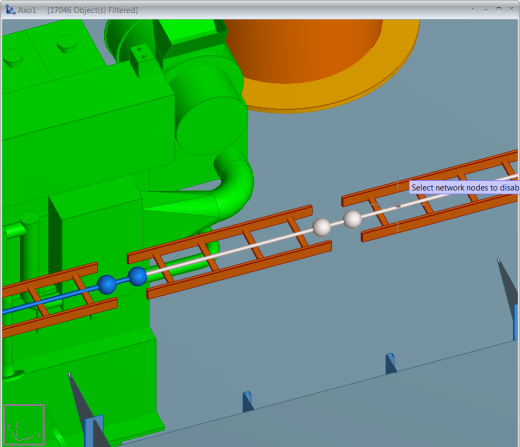 Axo1 [17046 Object(s) Filtered]
Select network nodes to disab